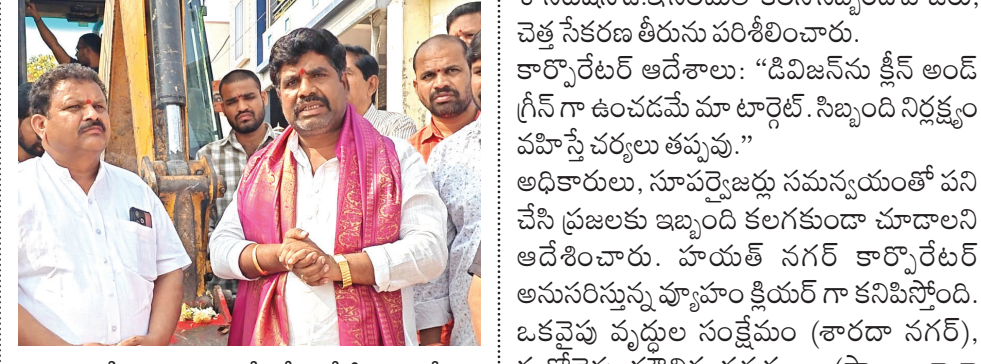 చెత్త సేకరణ తీరును పరిశీలించారు.
కార్పొరేటర్ ఆదేశాలు: “డివిజన్‌ను క్లీన్ అండ్
గ్రీన్ గా ఉంచడమే మా టార్గెట్. సిబ్బంది నిర్లక్ష్యం
వహిస్తే చర్యలు తప్పవు.”
అధికారులు, సూపర్వైజర్లు సమన్వయంతో పని
చేసి ప్రజలకు ఇబ్బంది కలగకుండా చూడాలని
ఆదేశించారు. హయత్ నగర్ కార్పొరేటర్
అనుసరిస్తున్న వ్యూహం క్లియర్ గా కనిపిస్తోంది.
ఒకవైపు వృద్ధుల సంక్షేమం (శారదా నగర్),